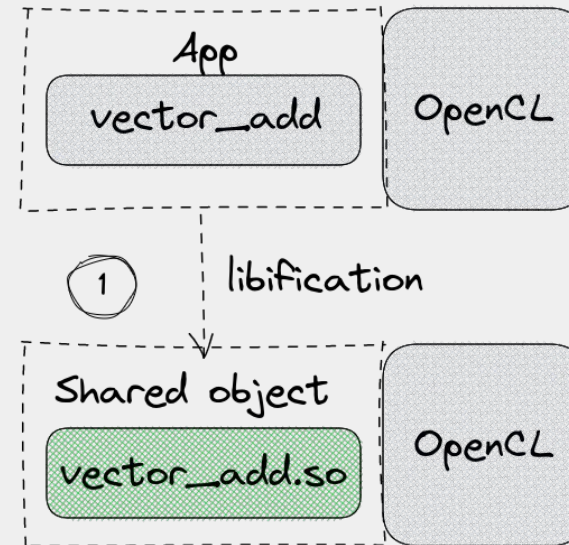 App
vector_add
OpenCL
1
libification
Shared object
vector_add.so
OpenCL